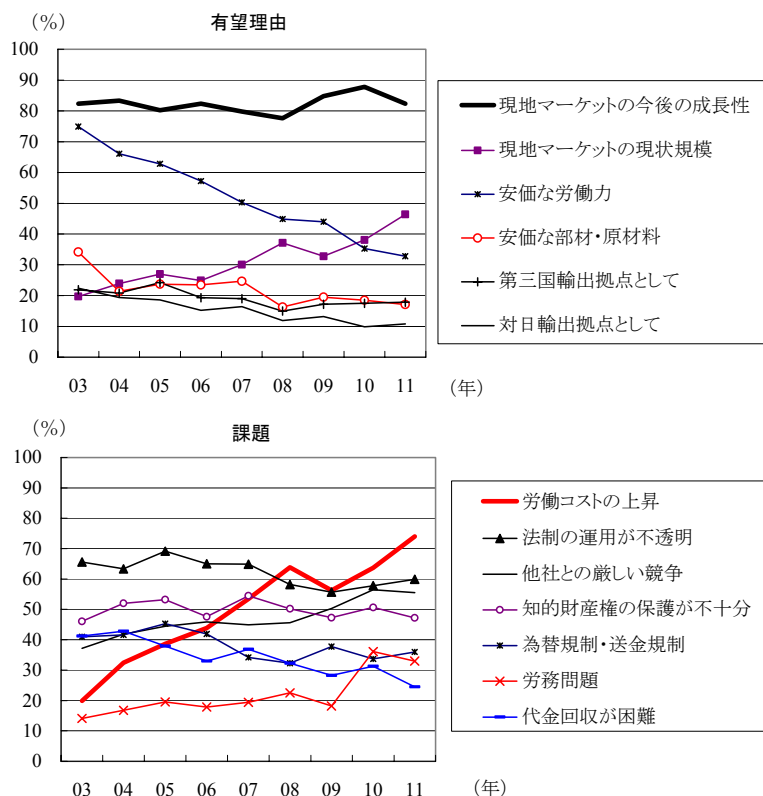 (%)
有望理由
100
90
80
70
60
50
40
30
20
10
0
03 04 05 06 07 08 09 10 11 (年)
現地マーケットの今後の成長性
現地マーケットの現状規模
安価な労働力
安価な部材・原材料
第三国輸出拠点として
対日輸出拠点として
(%)
課題
100
90
80
70
60
50
40
30
20
10
0
03 04 05 06 07 08 09 10 11 (年)
労働コストの上昇
法制の運用が不透明
他社との厳しい競争
知的財産権の保護が不十分
為替規制・送金規制
労務問題
代金回収が困難